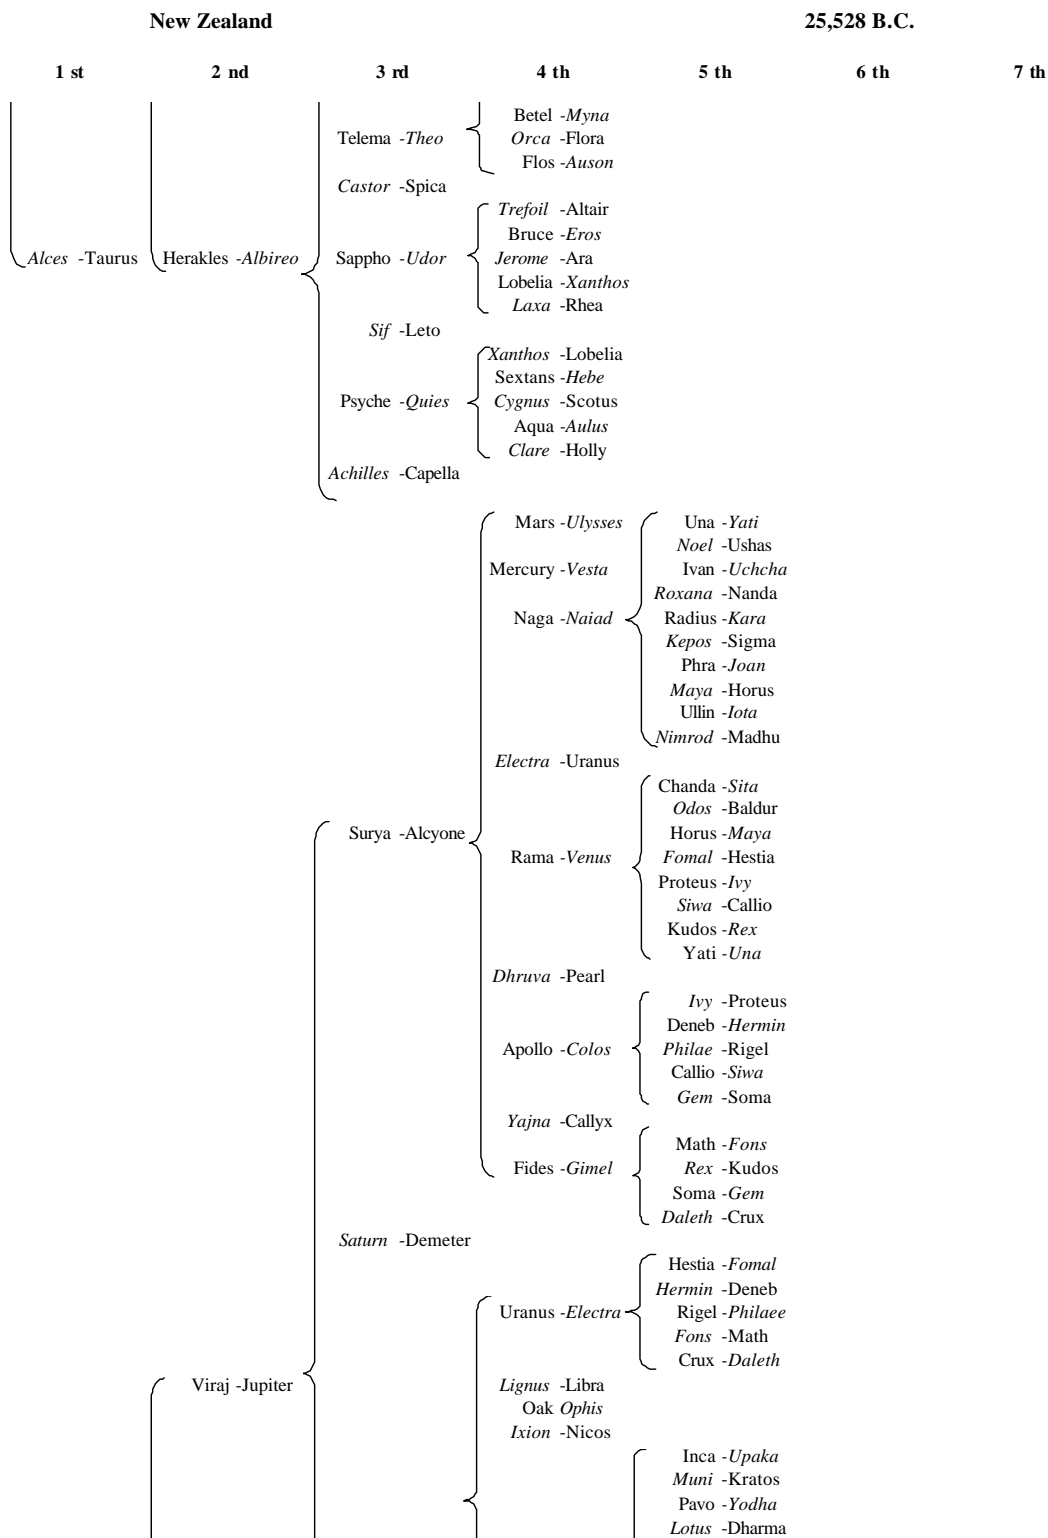 New Zealand 25,528 B.C.
1 st 2 nd 3 rd 4 th 5 th 6 th 7 th
Betel -Myna
Telema -Theo Orca -Flora
Flos -Auson
Castor -Spica
Trefoil -Altair
Bruce -Eros
Alces -Taurus Herakles -Albireo Sappho -Udor Jerome -Ara
Lobelia -Xanthos
Laxa -Rhea
Sif -Leto
Xanthos -Lobelia
Sextans -Hebe
Psyche -Quies Cygnus -Scotus
Aqua -Aulus
Clare -Holly
Achilles -Capella
Mars -Ulysses Una -Yati
Noel -Ushas
Mercury -Vesta Ivan -Uchcha
Roxana -Nanda
Naga -Naiad Radius -Kara
Kepos -Sigma
Phra -Joan
Maya -Horus
Ullin -Iota
Nimrod -Madhu
Electra -Uranus
Chanda -Sita
Odos -Baldur
Surya -Alcyone Horus -Maya
Rama -Venus Fomal -Hestia
Proteus -Ivy
Siwa -Callio
Kudos -Rex
Yati -Una
Dhruva -Pearl
Ivy -Proteus
Deneb -Hermin
Apollo -Colos Philae -Rigel
Callio -Siwa
Gem -Soma
Yajna -Callyx
Math -Fons
Fides -Gimel Rex -Kudos
Soma -Gem
Daleth -Crux
Saturn -Demeter
Hestia -Fomal
Hermin -Deneb
Uranus -Electra Rigel -Philaee
Fons -Math
Crux -Daleth
Viraj -Jupiter Lignus -Libra
Oak Ophis
Ixion -Nicos
Inca -Upaka
Muni -Kratos
Pavo -Yodha
Lotus -Dharma